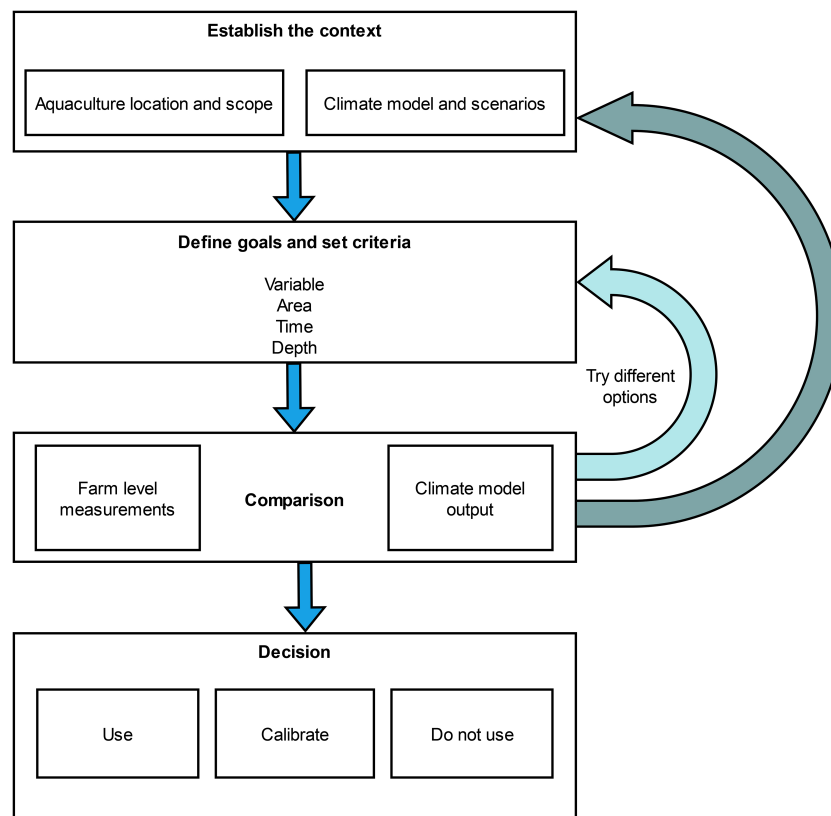 Establish the context
Aquaculture location and scope
Climate model and scenarios
Define goals and set criteria
Variable
Area
Time
Depth
Try different
options
Farm level
measurements
Comparison
Climate model
output
Decision
Use
Calibrate
Do not use